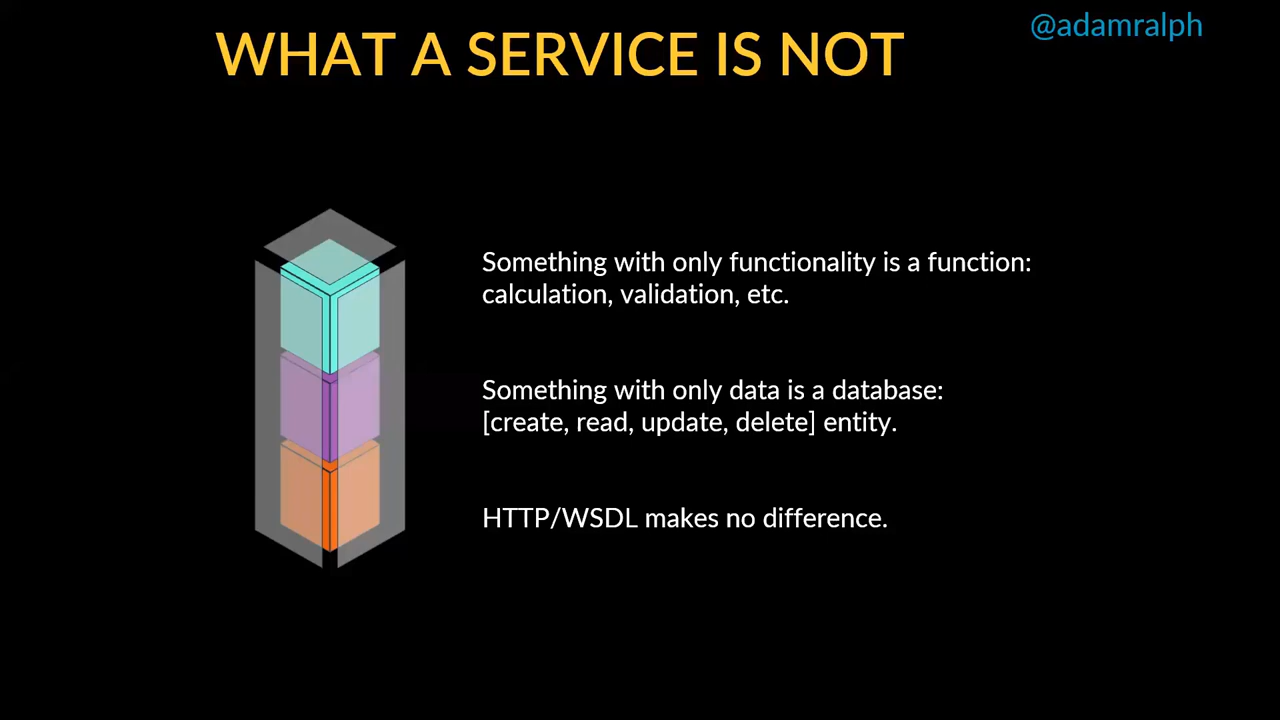 @adamralph
WHAT A SERVICE IS NOT
Something with only functionality is a function:
calculation, validation, etc.
Something with only data is a database:
[create, read, update, delete] entity.
HTTP/WSDL makes no difference.